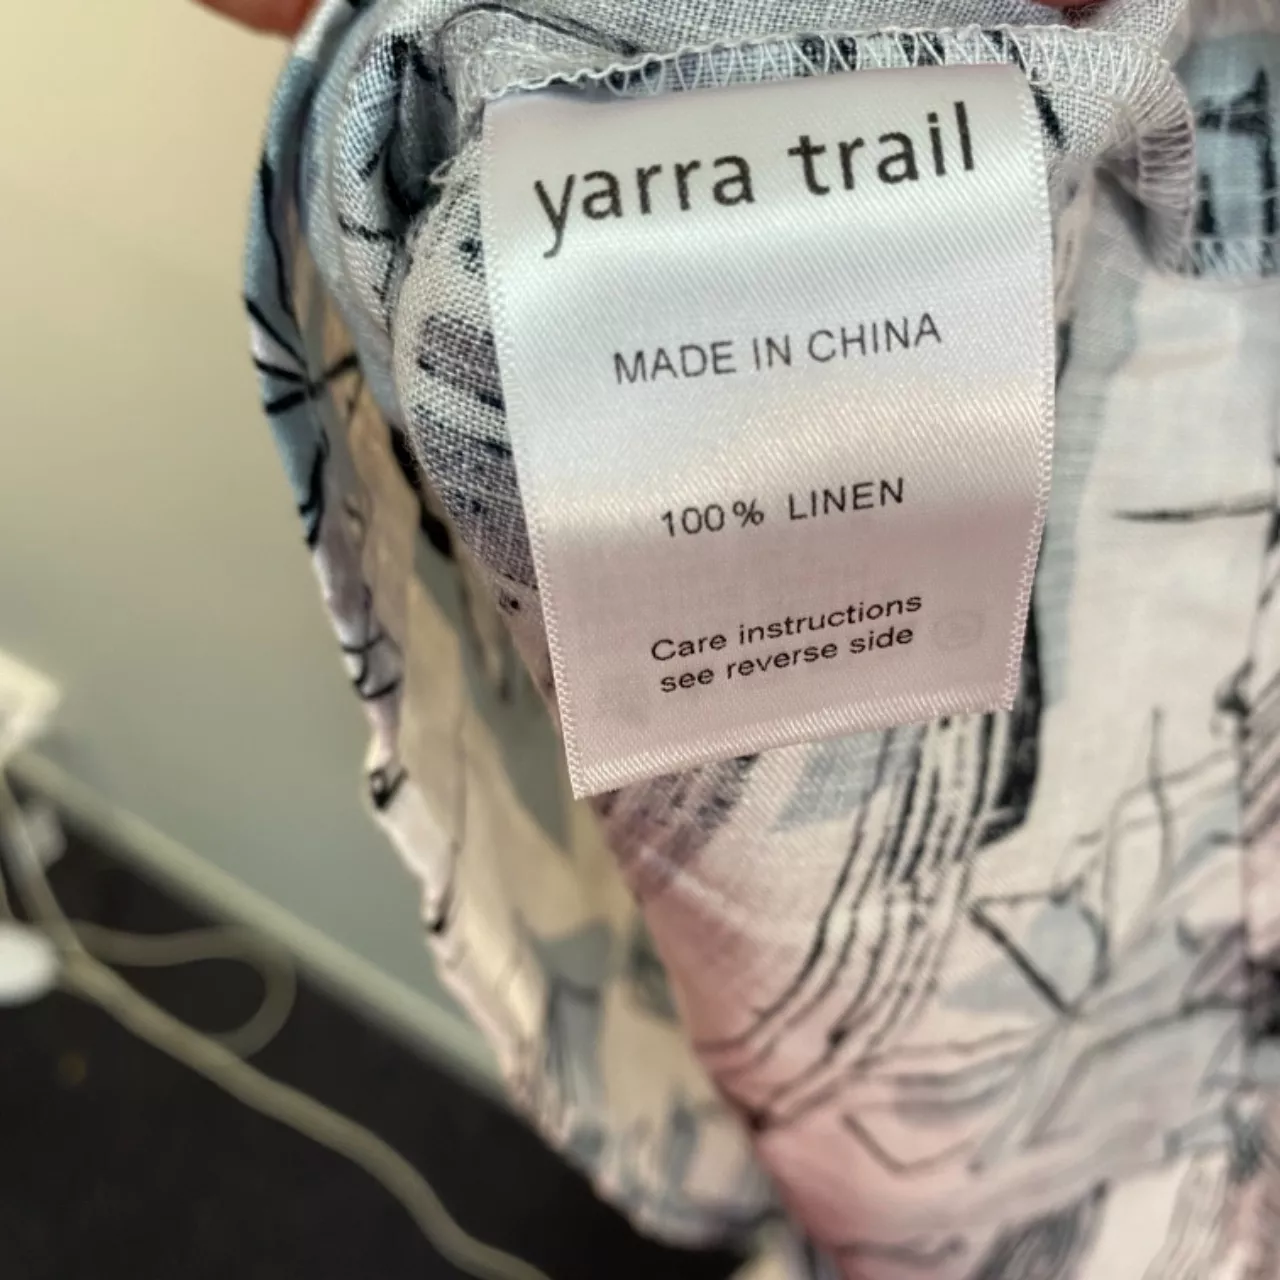 yarra trail
MADE IN CHINA
100% LINEN
Care instructions
see reverse side